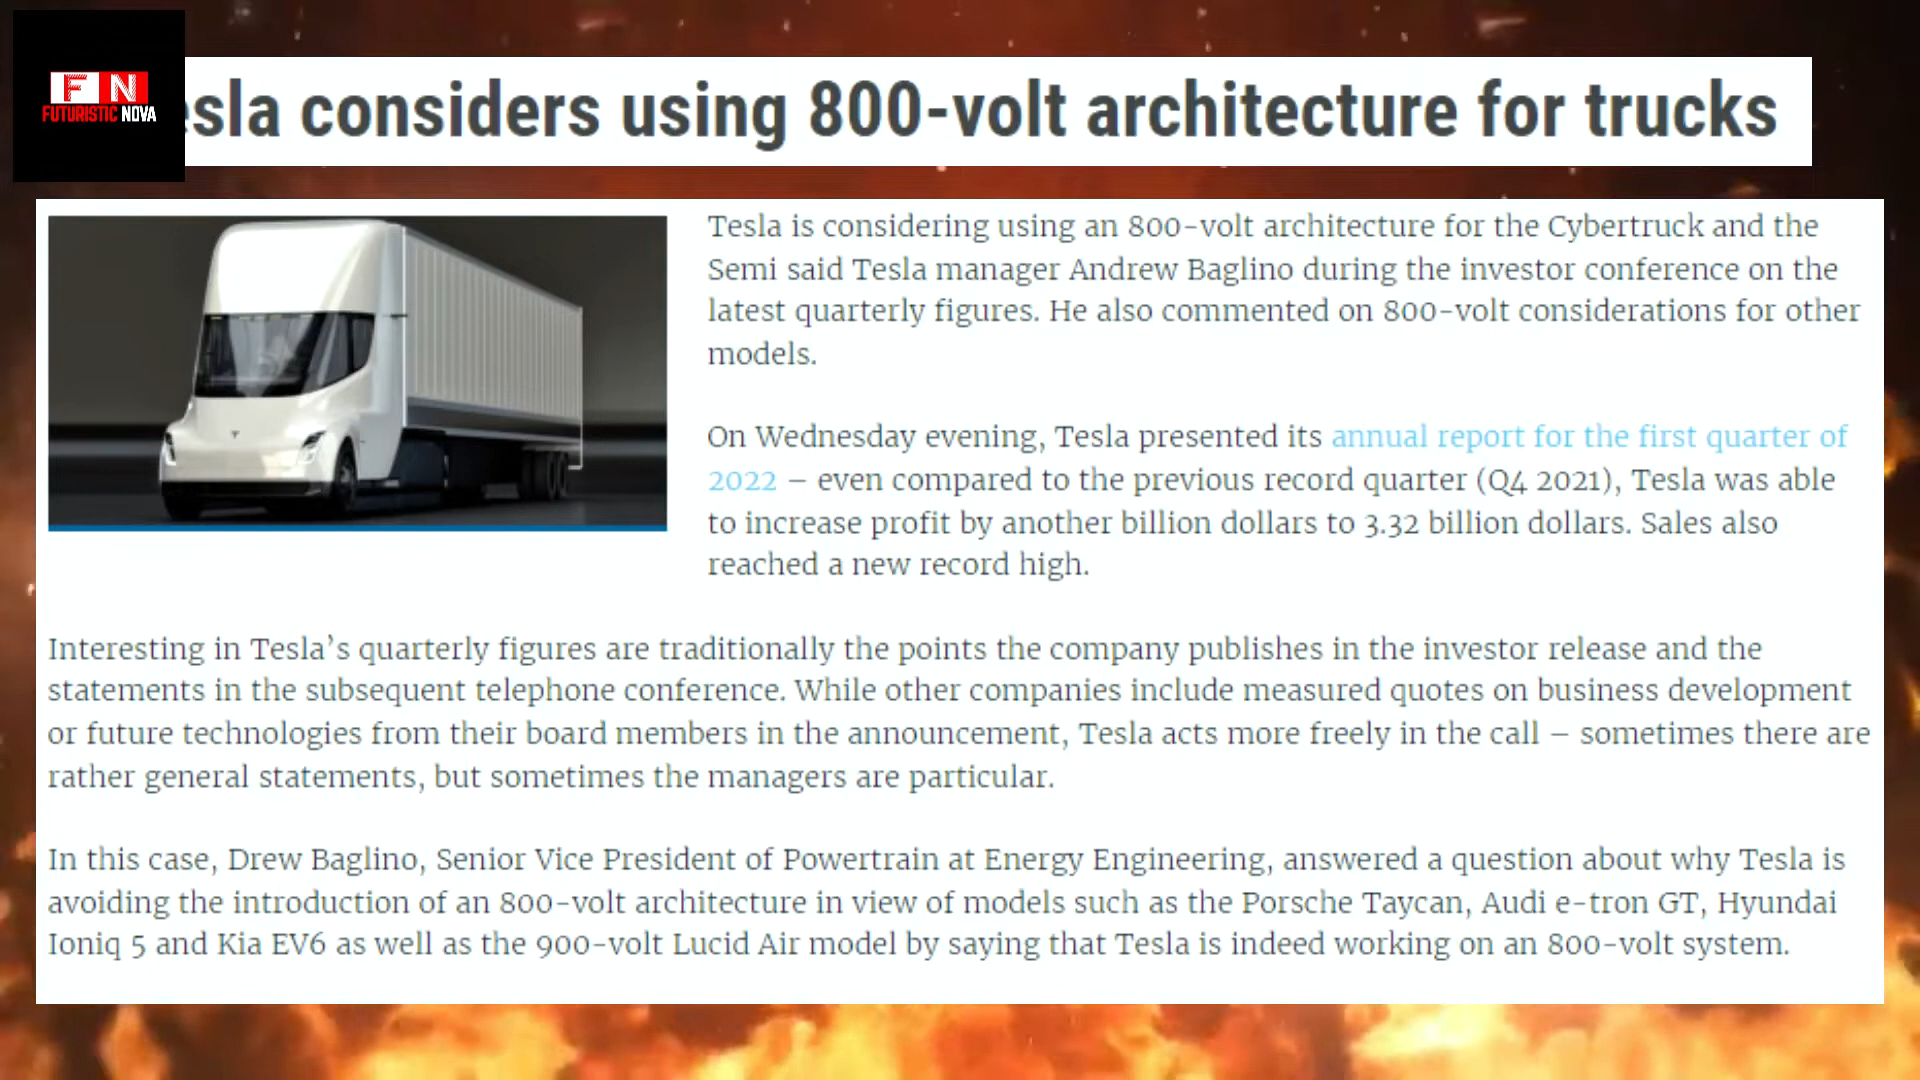 FN
FUTURISTIC NOVA
esla considers using 800-volt architecture for trucks
Tesla is considering using an 800-volt architecture for the Cybertruck and the
Semi said Tesla manager Andrew Baglino during the investor conference on the
latest quarterly figures. He also commented on 800-volt considerations for other
models.
On Wednesday evening, Tesla presented its annual report for the first quarter of
2022 – even compared to the previous record quarter (Q4 2021), Tesla was able
to increase profit by another billion dollars to 3.32 billion dollars. Sales also
reached a new record high.
Interesting in Tesla’s quarterly figures are traditionally the points the company publishes in the investor release and the
statements in the subsequent telephone conference. While other companies include measured quotes on business development
or future technologies from their board members in the announcement, Tesla acts more freely in the call – sometimes there are
rather general statements, but sometimes the managers are particular.
In this case, Drew Baglino, Senior Vice President of Powertrain at Energy Engineering, answered a question about why Tesla is
avoiding the introduction of an 800-volt architecture in view of models such as the Porsche Taycan, Audi e-tron GT, Hyundai
Ioniq 5 and Kia EV6 as well as the 900-volt Lucid Air model by saying that Tesla is indeed working on an 800-volt system.